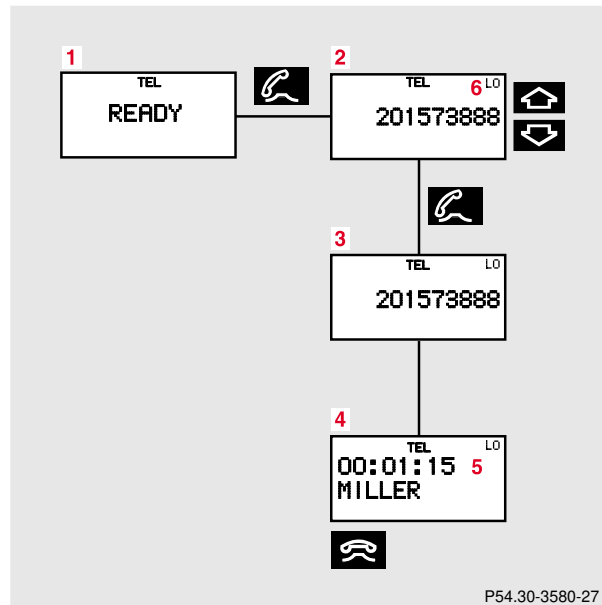 1
TEL
READY
2
TEL 6 LO
201573888
3
TEL LO
201573888
4
TEL LO
00:01:15 5
MILLER
P54.30-3580-27